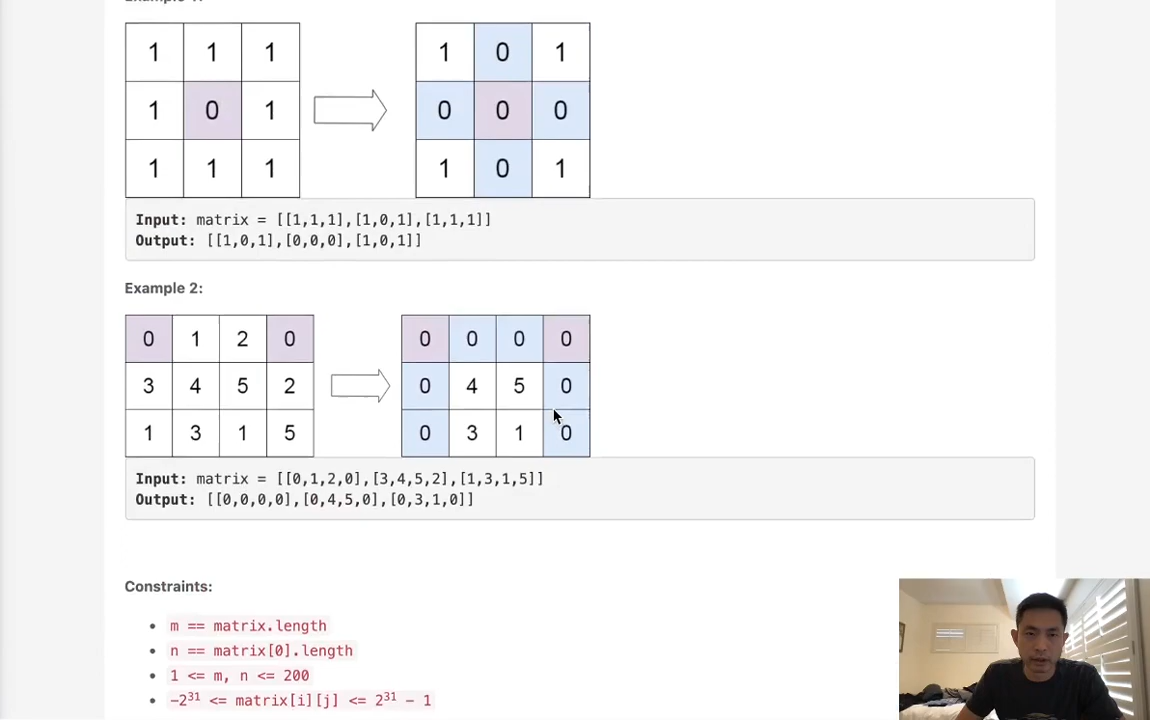 1 1 1 1 0 1
1 0 1 0 0 0
1 1 1 1 0 1
Input: matrix = [[1,1,1],[1,0,1],[1,1,1]]
Output: [[1,0,1],[0,0,0],[1,0,1]]
Example 2:
0 1 2 0 0 0 0 0
3 4 5 2 0 4 5 0
1 3 1 5 0 3 1 0
Input: matrix = [[0,1,2,0],[3,4,5,2],[1,3,1,5]]
Output: [[0,0,0,0],[0,4,5,0],[0,3,1,0]]
Constraints:
• m == matrix.length
• n == matrix[0].length
• 1 <= m, n <= 200
• -2³¹ <= matrix[i][j] <= 2³¹ - 1